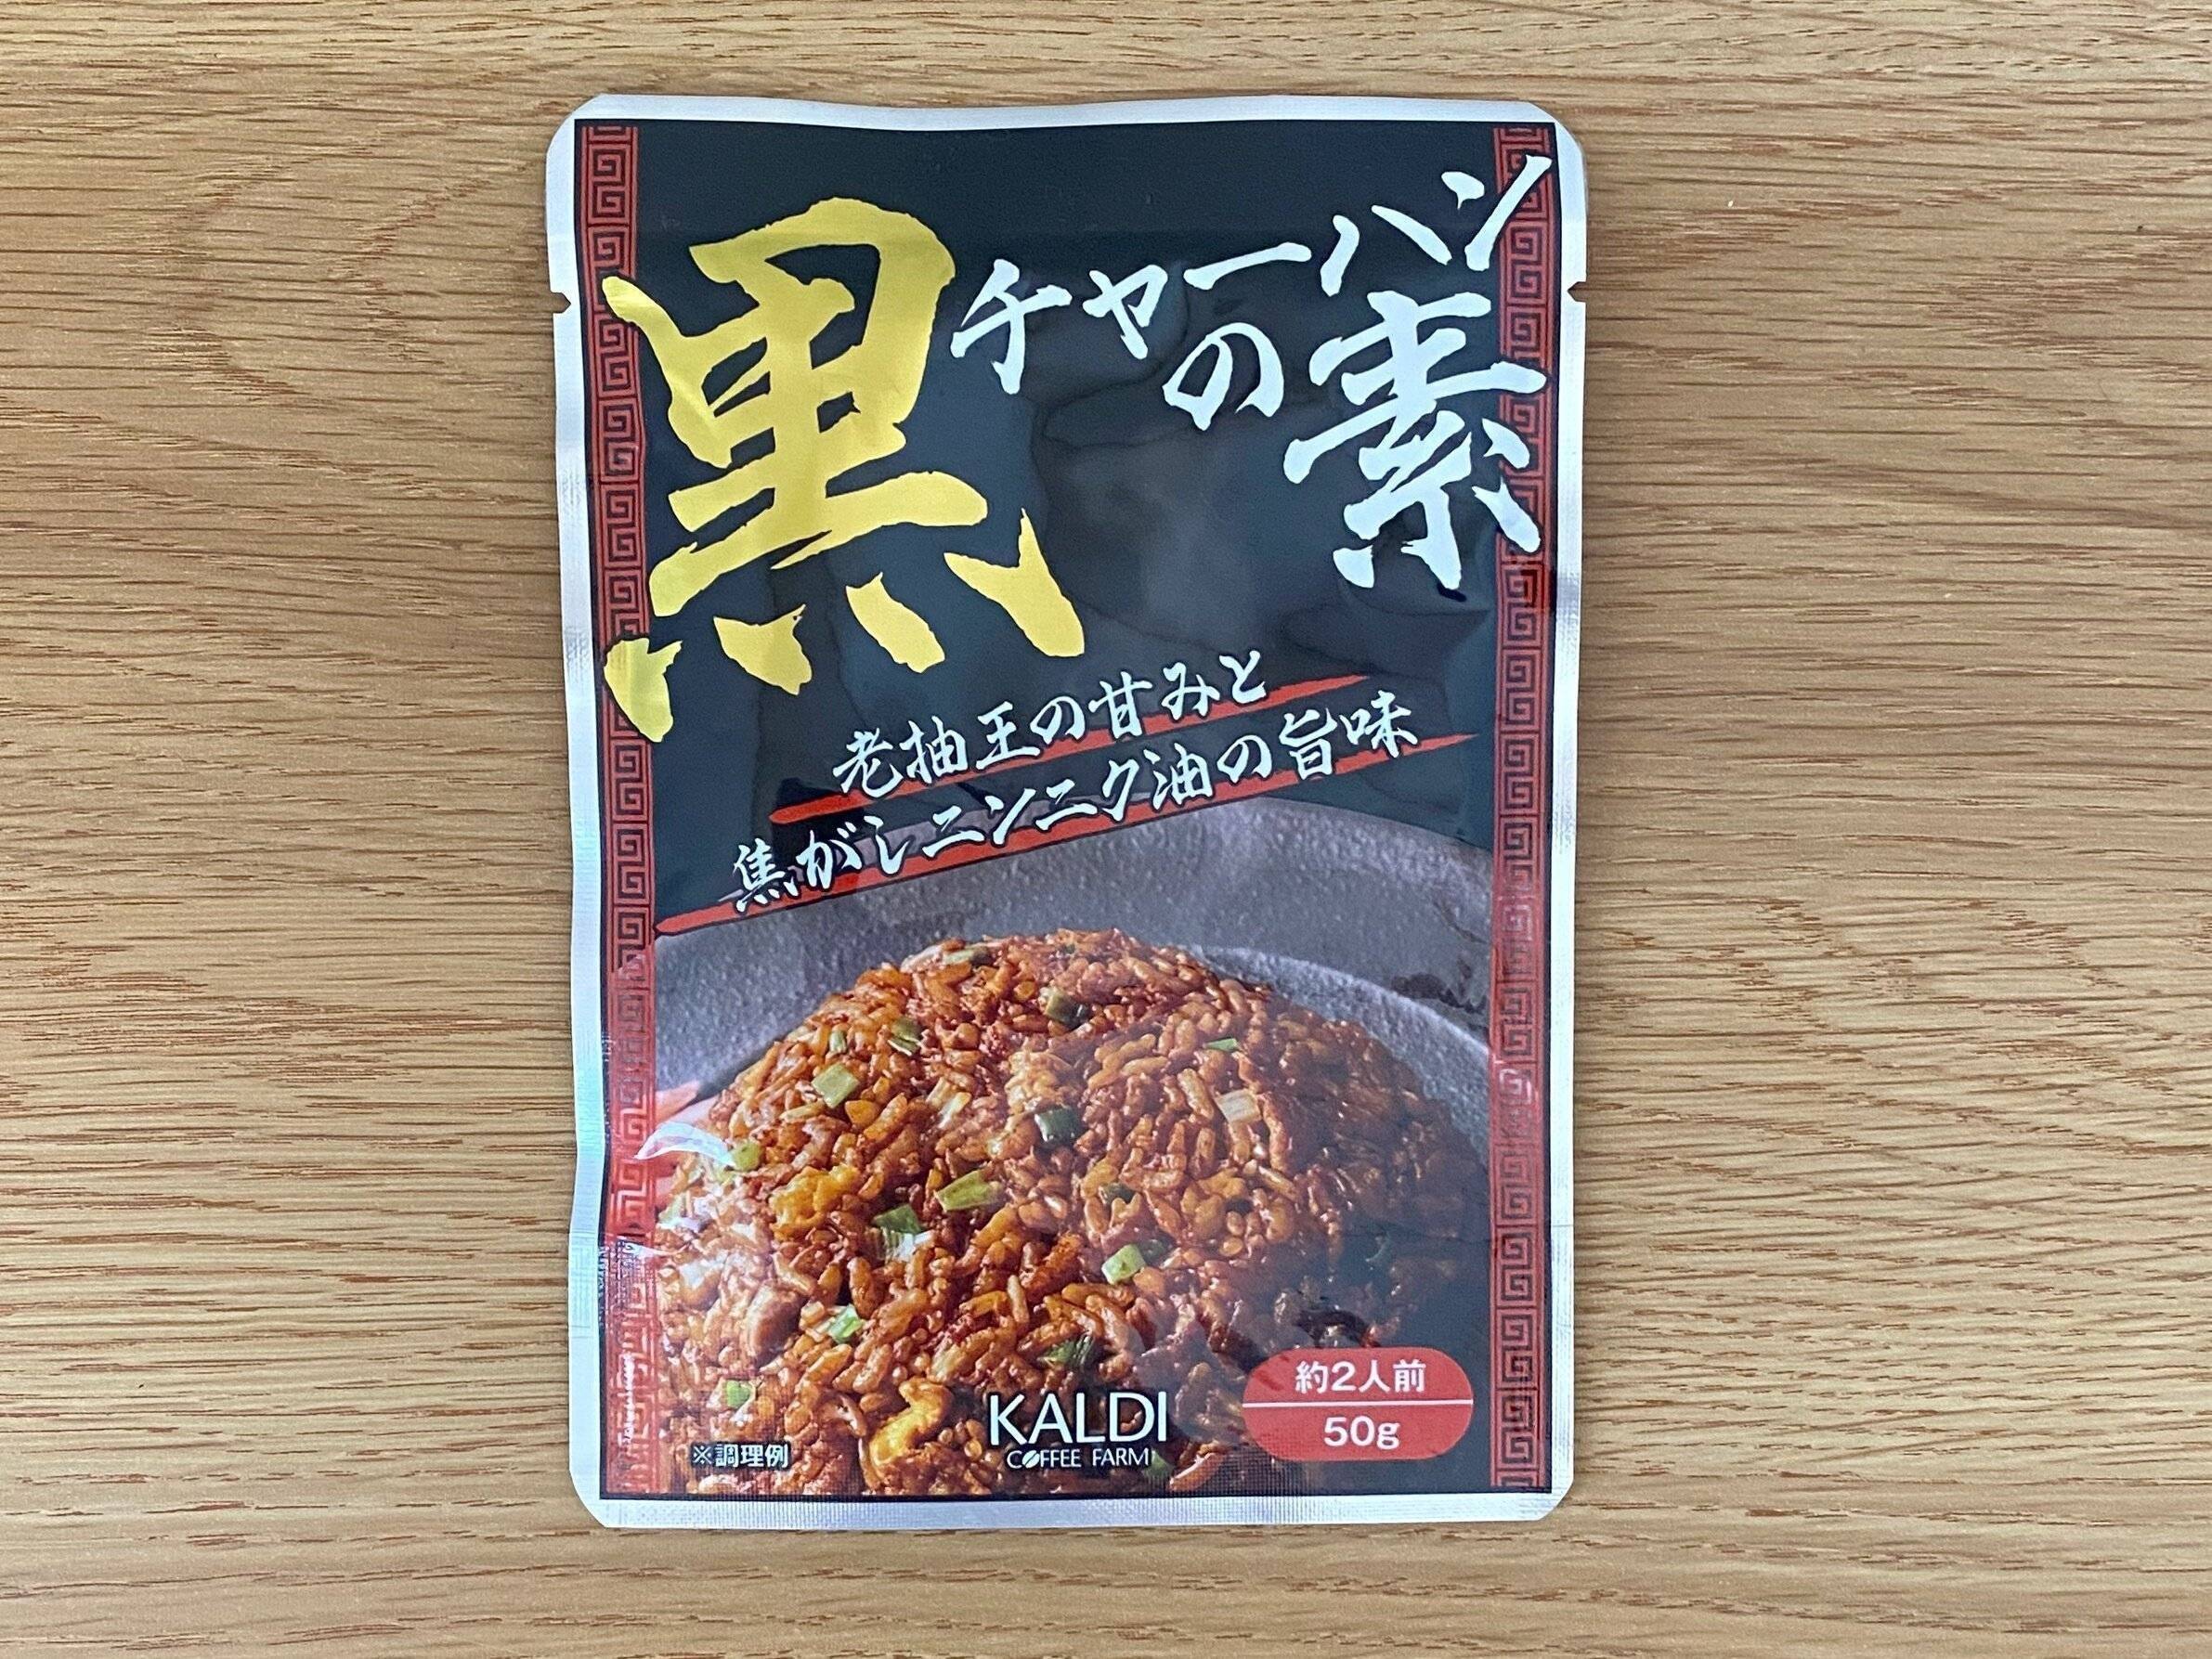 黒チャーハンの素
老抽王の甘みと
焦がしニンニク油の旨味
約2人前
50g
※調理例
KALDI
COFFEE FARM